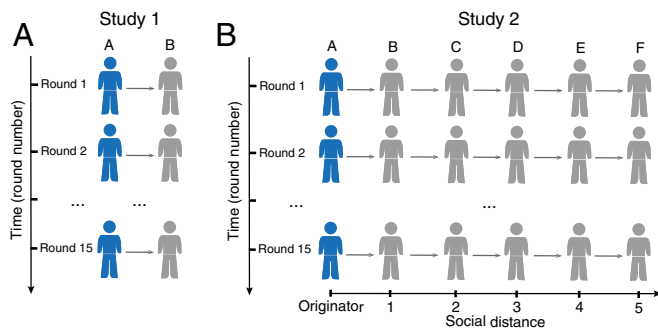 Study 1
A
A B
Round 1
Round 2
... ...
Round 15
Time (round number)
Study 2
B
A B C D E F
Round 1
Round 2
... ...
Round 15
Time (round number)
Originator 1 2 3 4 5
Social distance